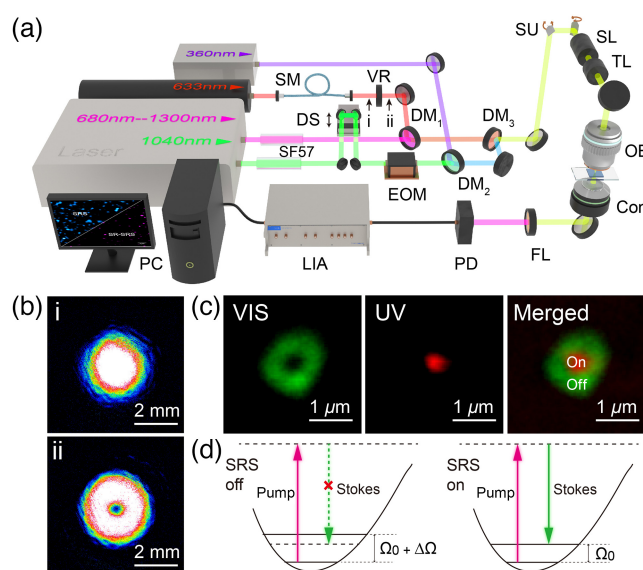 (a)
360nm
633nm
680nm--1300nm
1040nm
Laser
SM
VR
DS
i
ii
SF57
EOM
DM1
DM2
DM3
SU
SL
TL
OB
Con
SRS
SR-SRS
PC
LIA
PD
FL
(b)
i
2 mm
ii
2 mm
(c)
VIS
1 μm
UV
1 μm
Merged
On
Off
1 μm
(d)
SRS
off
Pump
Stokes
Ω0 + ΔΩ
SRS
on
Pump
Stokes
Ω0